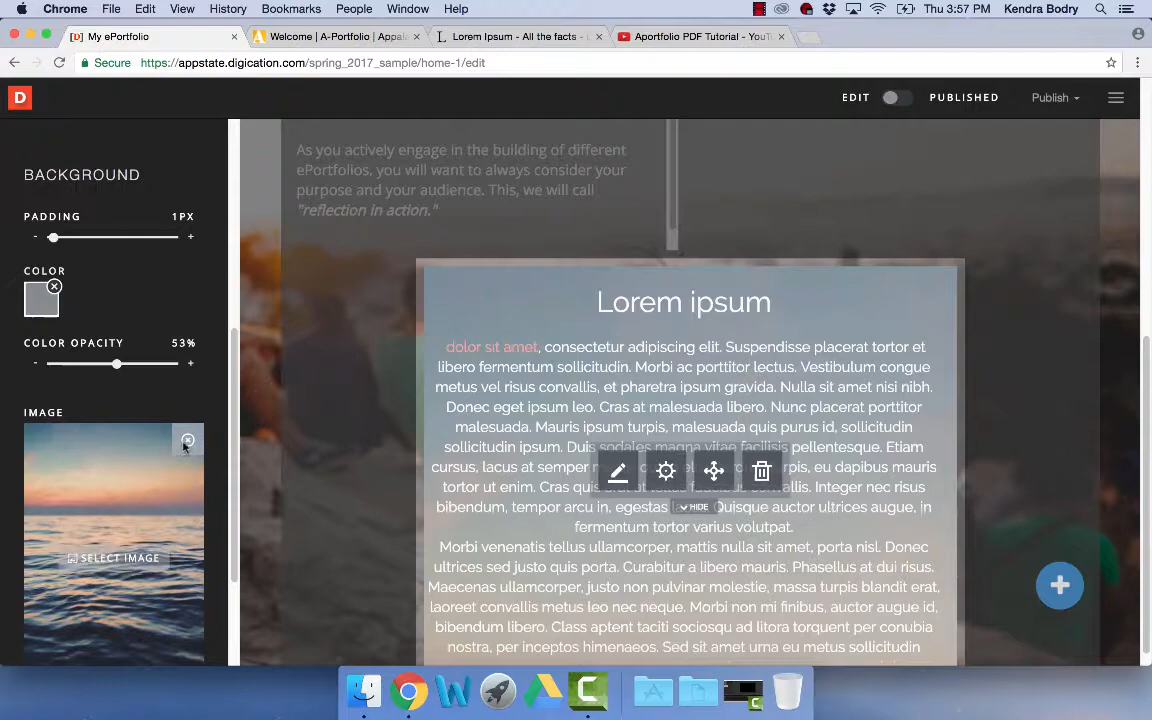 Chrome File Edit View History Bookmarks People Window Help
Thu 3:57 PM Kendra Bodry
[D] My ePortfolio
Welcome | A-Portfolio | Appala
Lorem Ipsum - All the facts -
Aportfolio PDF Tutorial - YouTu
Secure https://appstate.digication.com/spring_2017_sample/home-1/edit
D
EDIT PUBLISHED Publish
BACKGROUND
PADDING 1PX
- +
COLOR
COLOR OPACITY 53%
- +
IMAGE
SELECT IMAGE
As you actively engage in the building of different
ePortfolios, you will want to always consider your
purpose and your audience. This, we will call
"reflection in action."
Lorem ipsum
dolor sit amet, consectetur adipiscing elit. Suspendisse placerat tortor et
libero fermentum sollicitudin. Morbi ac porttitor lectus. Vestibulum congue
metus vel risus convallis, et pharetra ipsum gravida. Nulla sit amet nisi nibh.
Donec eget ipsum leo. Cras at malesuada libero. Nunc placerat porttitor
malesuada. Mauris ipsum turpis, malesuada quis purus id, sollicitudin
sollicitudin ipsum. Duis sodales magna vitae facilisis pellentesque. Etiam
cursus, lacus at semper turpis, eu dapibus mauris
tortor ut enim. Cras quis Integer nec risus
bibendum, tempor arcu in, egestas Quisque auctor ultrices augue, in
HIDE
fermentum tortor varius volutpat.
Morbi venenatis tellus ullamcorper, mattis nulla sit amet, porta nisl. Donec
ultrices sed justo quis porta. Curabitur a libero mauris. Phasellus at dui risus.
Maecenas ullamcorper, justo non pulvinar molestie, massa turpis blandit erat,
laoreet convallis metus leo nec neque. Morbi non mi finibus, auctor augue id,
bibendum libero. Class aptent taciti sociosqu ad litora torquent per conubia
nostra, per inceptos himenaeos. Sed sit amet urna eu metus sollicitudin